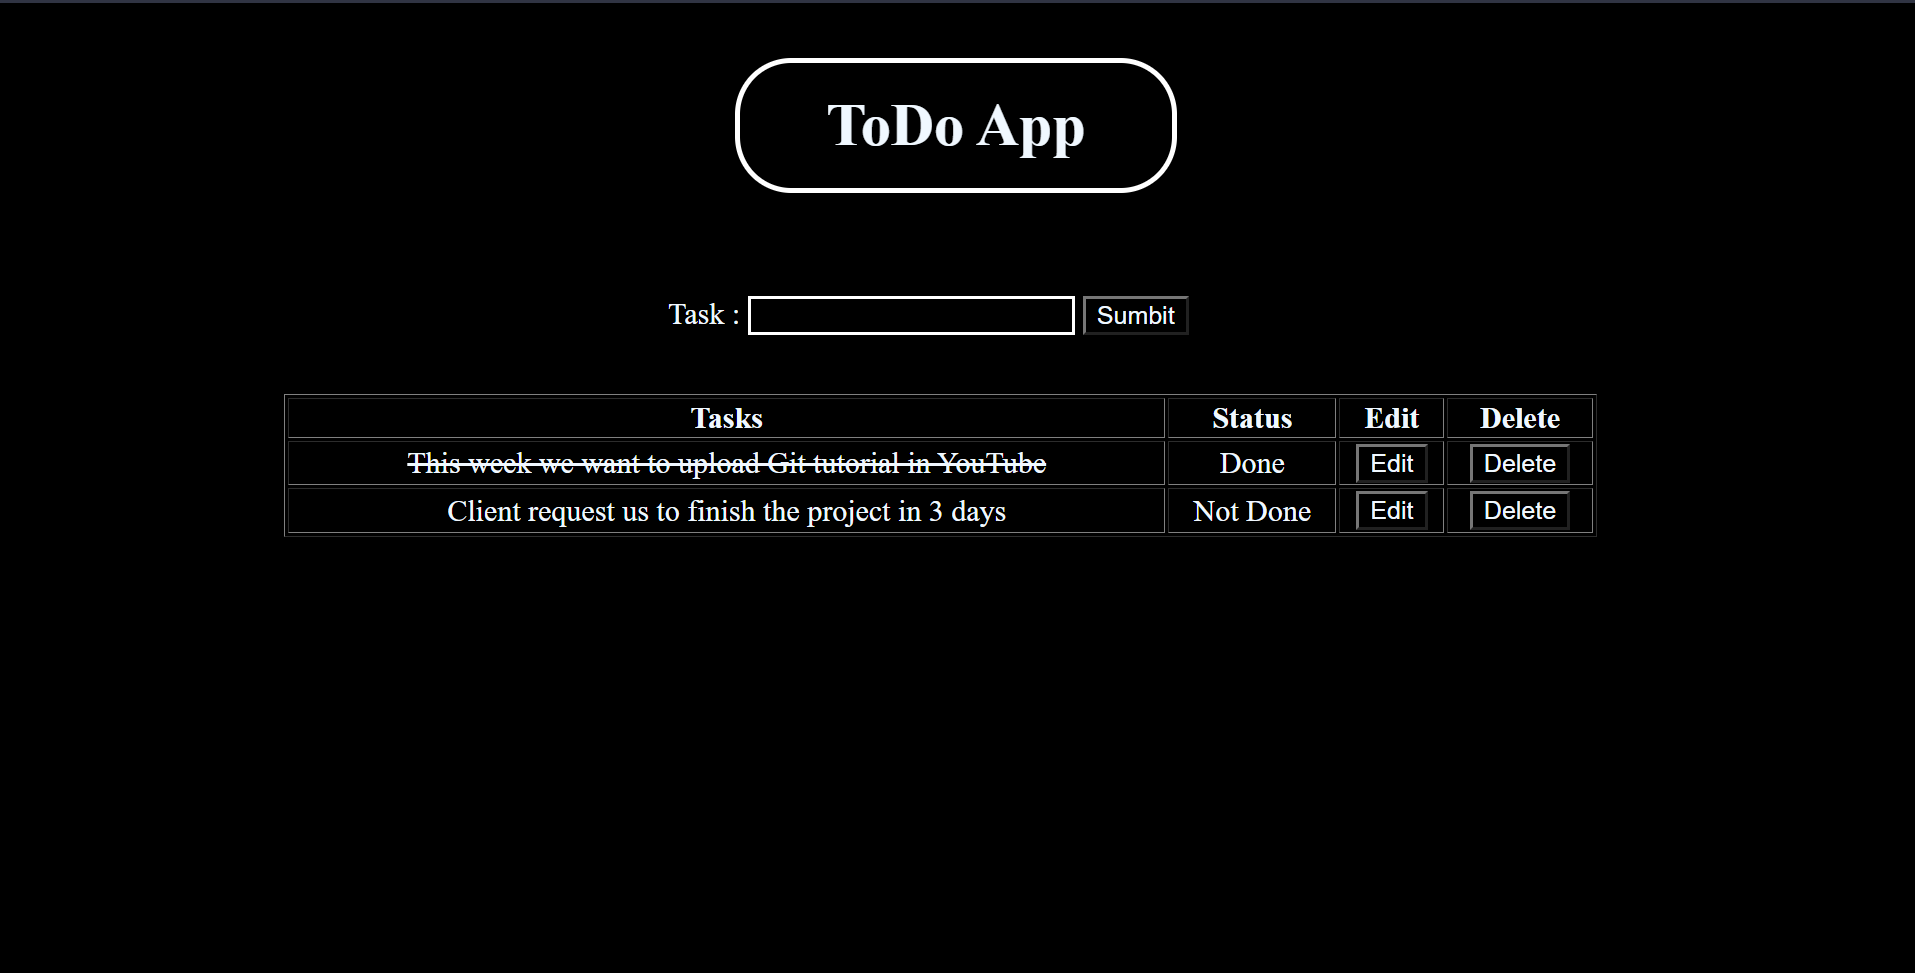 ToDo App
Task : Sumbit
Tasks Status Edit Delete
This week we want to upload Git tutorial in YouTube Done Edit Delete
Client request us to finish the project in 3 days Not Done Edit Delete